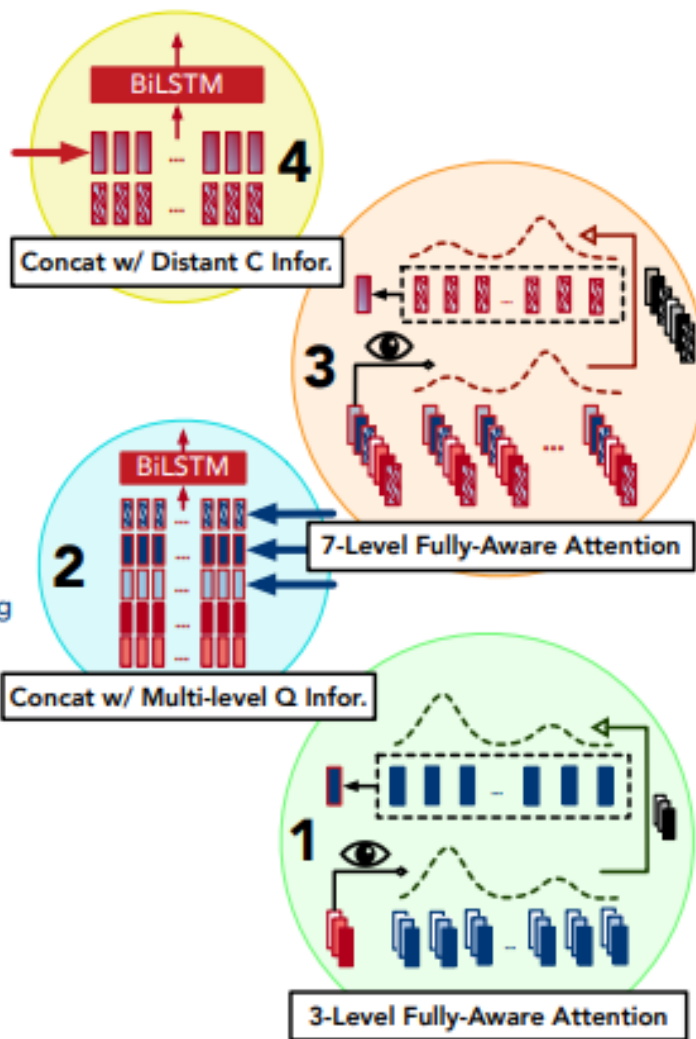 BiLSTM
4
Concat w/ Distant C Infor.
3
7-Level Fully-Aware Attention
BiLSTM
2
g
Concat w/ Multi-level Q Infor.
1
3-Level Fully-Aware Attention